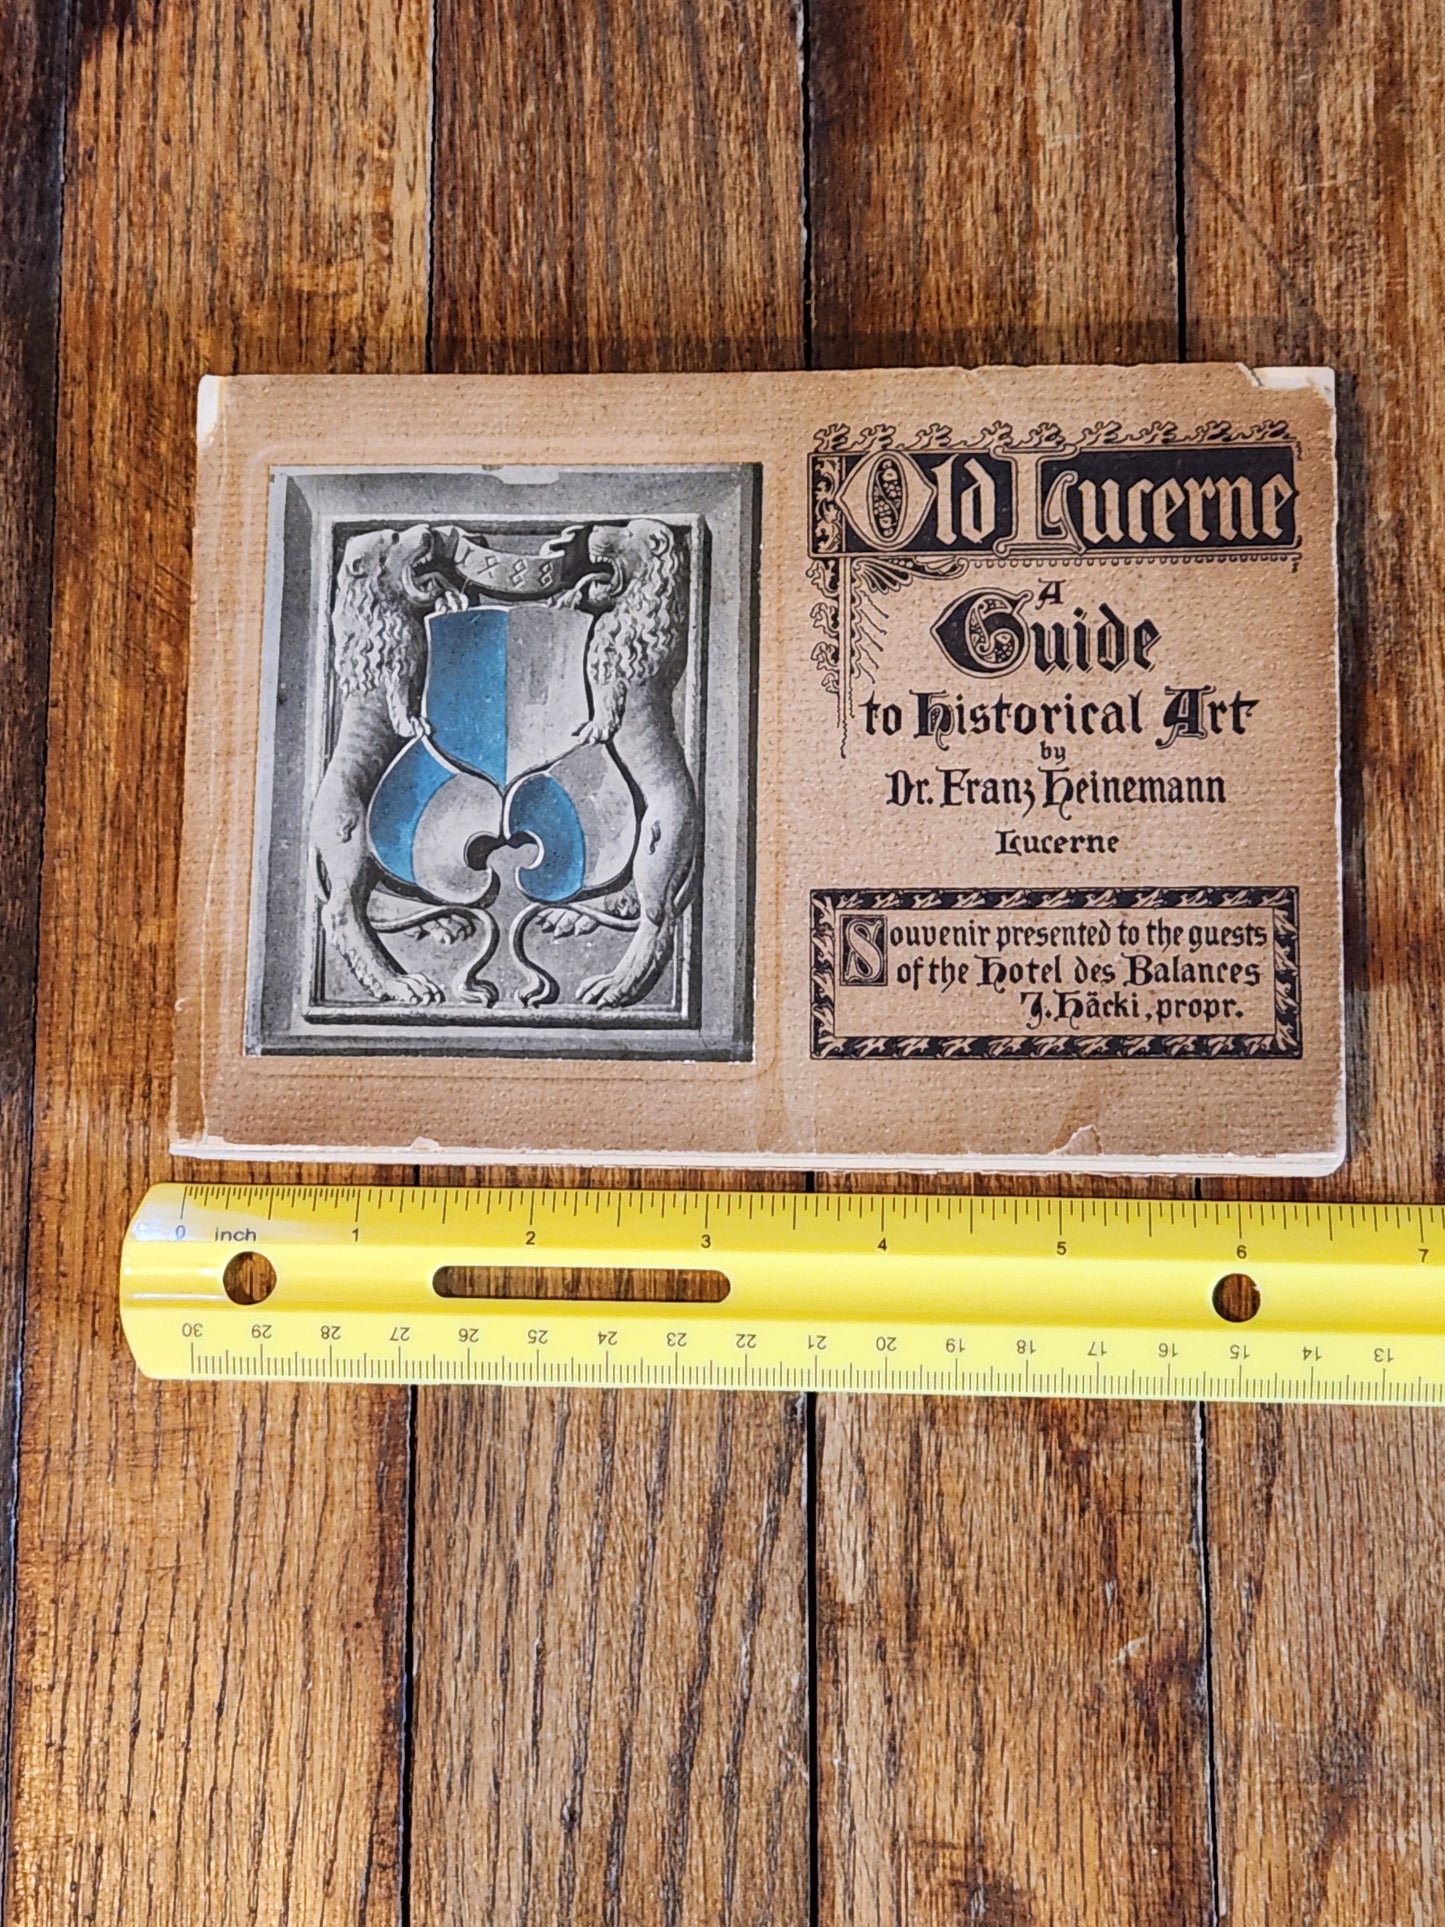 1988
Old Lucerne
A
Guide
to Historical Art
by
Dr. Franz Heinemann
Lucerne
Souvenir presented to the guests
of the Hotel des Balances
J. Häcki, propr.
0 inch 1 2 3 4 5 6 7
30 29 28 27 26 25 24 23 22 21 20 19 18 17 16 15 14 13